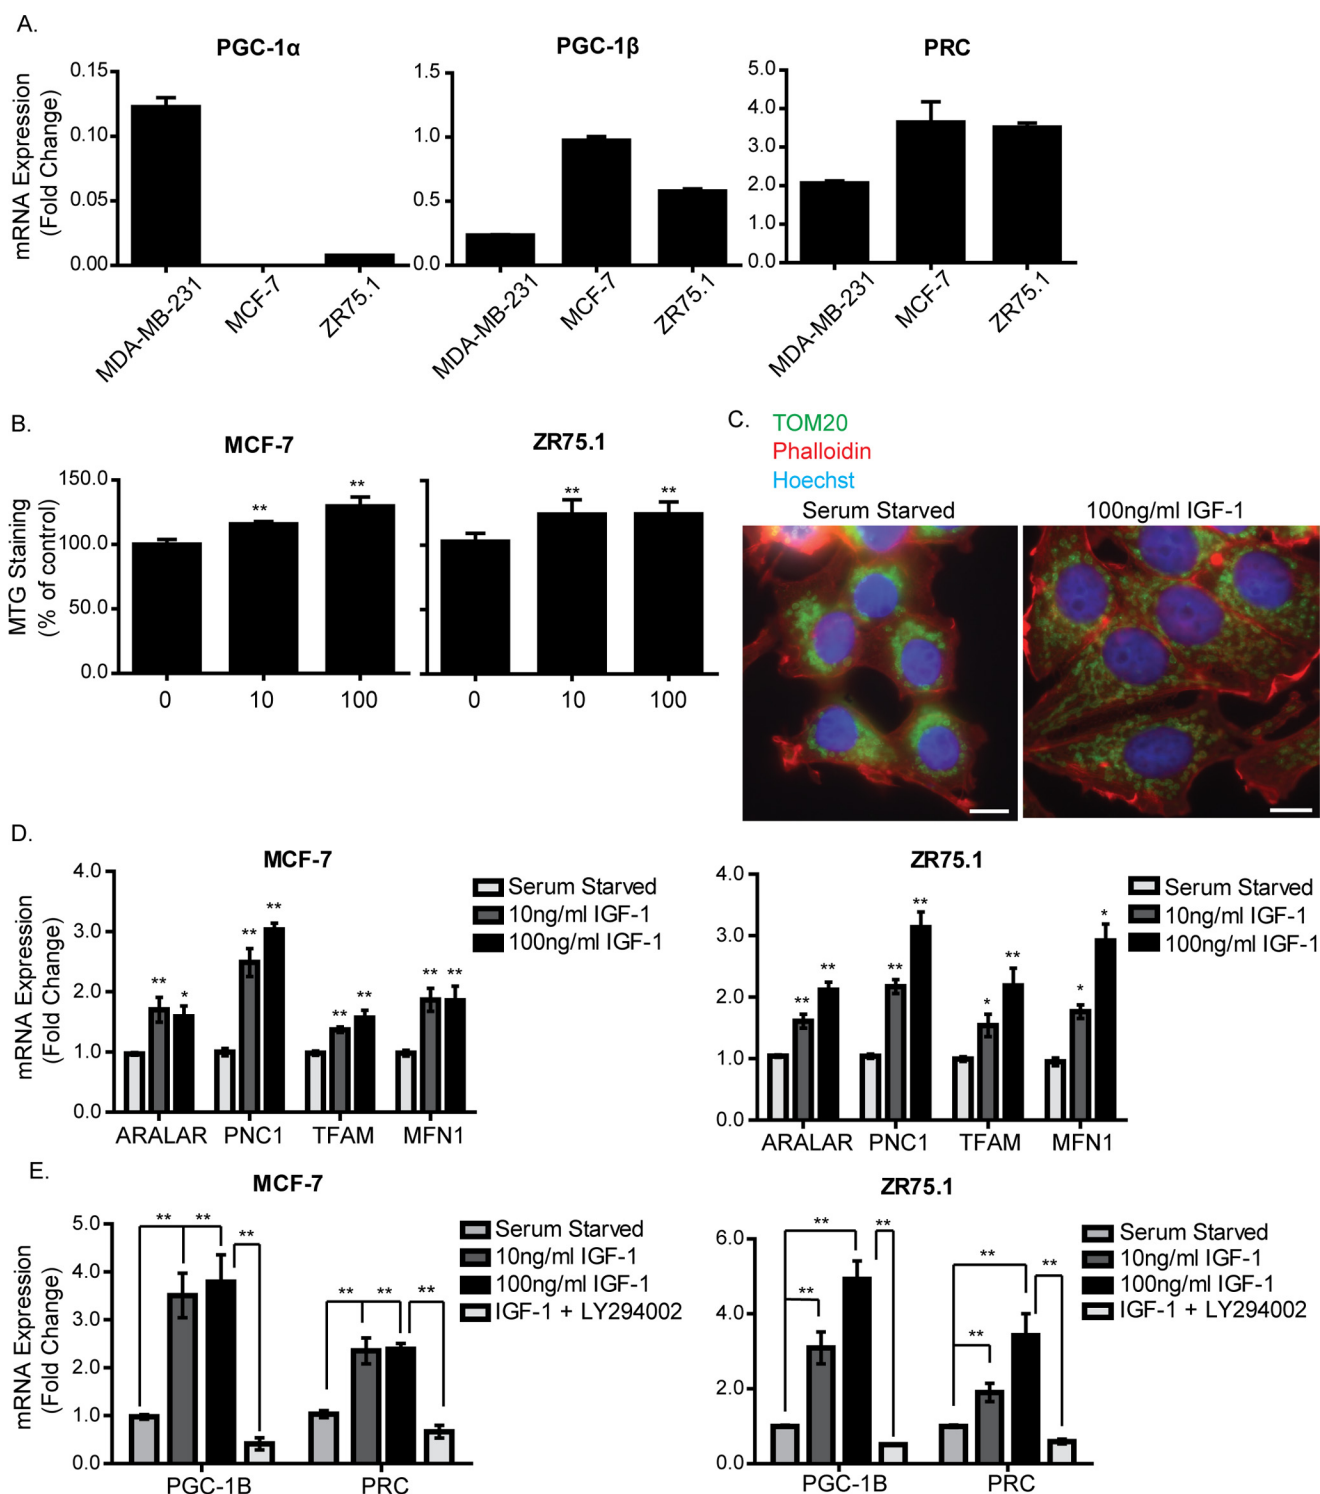 A.
PGC-1α
PGC-1β
PRC
mRNA Expression
(Fold Change)
0.15
0.10
0.05
0.00
1.5
1.0
0.5
0.0
5.0
4.0
3.0
2.0
1.0
0.0
MDA-MB-231
MCF-7
ZR75.1
MDA-MB-231
MCF-7
ZR75.1
MDA-MB-231
MCF-7
ZR75.1
B.
MCF-7
ZR75.1
MTG Staining
(% of control)
150.0
100.0
50.0
0.0
**
**
**
**
0 10 100
0 10 100
C.
TOM20
Phalloidin
Hoechst
Serum Starved
100ng/ml IGF-1
D.
MCF-7
mRNA Expression
(Fold Change)
4.0
3.0
2.0
1.0
0.0
** *
** **
** **
** **
ARALAR PNC1 TFAM MFN1
Serum Starved
10ng/ml IGF-1
100ng/ml IGF-1
ZR75.1
4.0
3.0
2.0
1.0
0.0
** **
** **
* **
* *
ARALAR PNC1 TFAM MFN1
Serum Starved
10ng/ml IGF-1
100ng/ml IGF-1
E.
MCF-7
mRNA Expression
(Fold Change)
5.0
4.0
3.0
2.0
1.0
0.0
** ** **
** ** **
PGC-1B PRC
Serum Starved
10ng/ml IGF-1
100ng/ml IGF-1
IGF-1 + LY294002
ZR75.1
6.0
4.0
2.0
0.0
** ** **
** ** **
PGC-1B PRC
Serum Starved
10ng/ml IGF-1
100ng/ml IGF-1
IGF-1 + LY294002